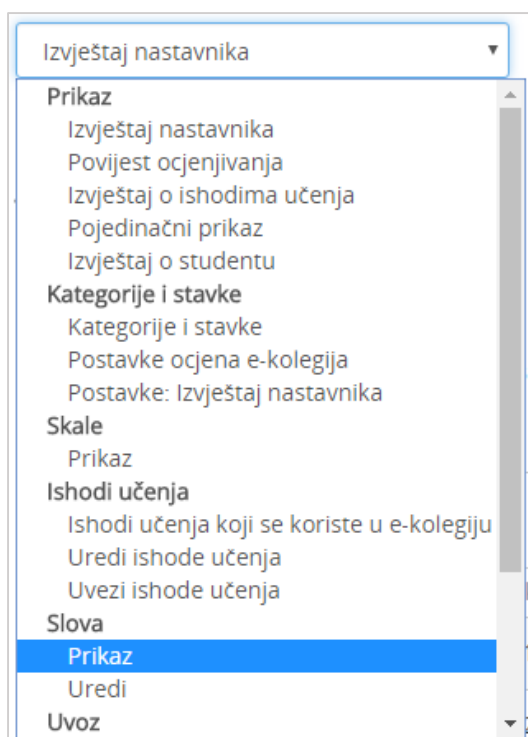 Izvještaj nastavnika
Prikaz
Izvještaj nastavnika
Povijest ocjenjivanja
Izvještaj o ishodima učenja
Pojedinačni prikaz
Izvještaj o studentu
Kategorije i stavke
Kategorije i stavke
Postavke ocjena e-kolegija
Postavke: Izvještaj nastavnika
Skale
Prikaz
Ishodi učenja
Ishodi učenja koji se koriste u e-kolegiju
Uredi ishode učenja
Uvezi ishode učenja
Slova
Prikaz
Uredi
Uvoz